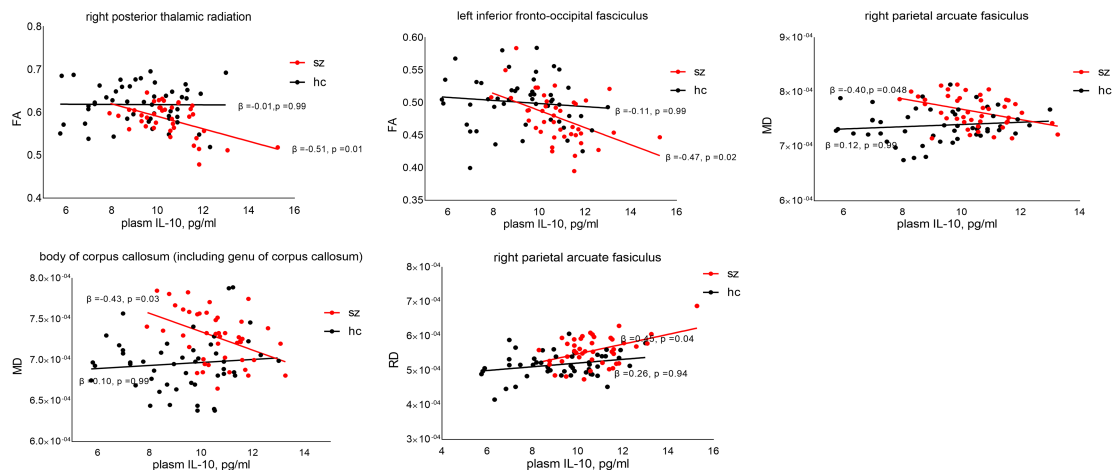 right posterior thalamic radiation
0.8
0.7
0.6
0.5
0.4
FA
sz
hc
β =-0.01, p =0.99
β =-0.51, p =0.01
6 8 10 12 14 16
plasm IL-10, pg/ml
left inferior fronto-occipital fasciculus
0.60
0.55
0.50
0.45
0.40
0.35
FA
sz
hc
β =-0.11, p =0.99
β =-0.47, p =0.02
6 8 10 12 14 16
plasm IL-10, pg/ml
right parietal arcuate fasiculus
9×10-04
8×10-04
7×10-04
6×10-04
MD
sz
hc
β =-0.40, p =0.048
β =0.12, p =0.99
6 8 10 12 14
plasm IL-10, pg/ml
body of corpus callosum (including genu of corpus callosum)
8.0×10-04
7.5×10-04
7.0×10-04
6.5×10-04
6.0×10-04
MD
sz
hc
β =-0.43, p =0.03
β =0.10, p =0.99
6 8 10 12 14
plasm IL-10, pg/ml
right parietal arcuate fasiculus
8×10-04
6×10-04
5×10-04
4×10-04
3×10-04
RD
sz
hc
β =0.45, p =0.04
β =0.26, p =0.94
4 6 8 10 12 14 16
plasm IL-10, pg/ml